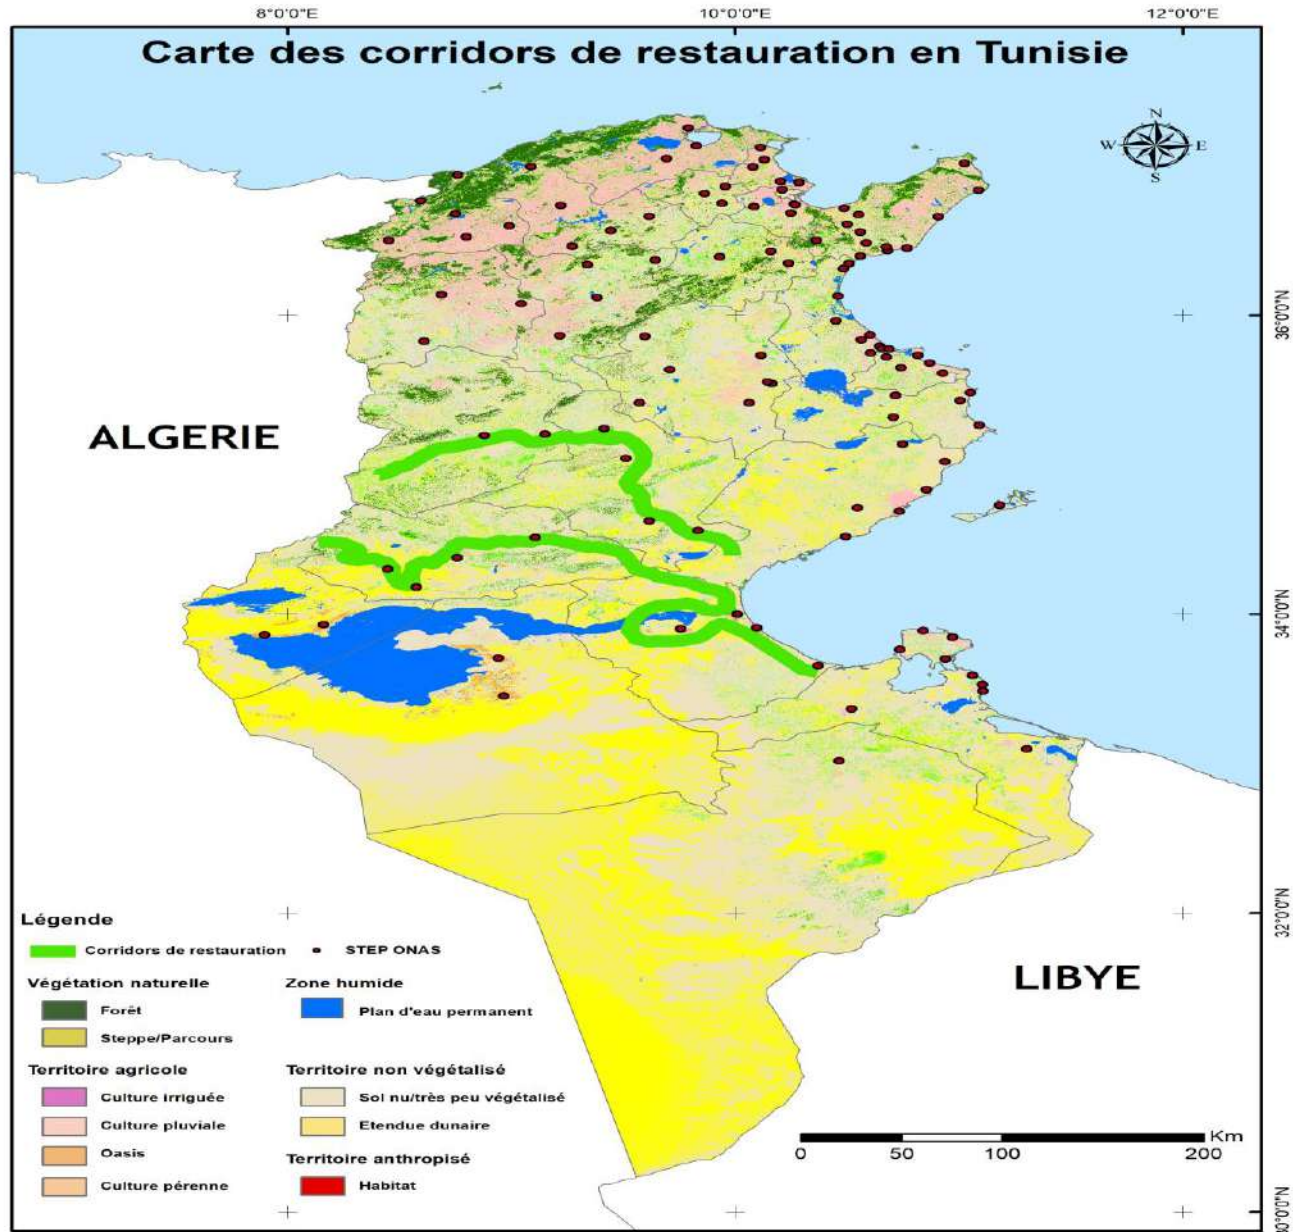 8°0'0"E 10°0'0"E 12°0'0"E
Carte des corridors de restauration en Tunisie
N
W E
S
36°0'0"N
ALGERIE
34°0'0"N
32°0'0"N
LIBYE
Légende
Corridors de restauration STEP ONAS
Végétation naturelle Zone humide
Forêt Plan d'eau permanent
Steppe/Parcours
Territoire agricole Territoire non végétalisé
Culture irriguée Sol nu/très peu végétalisé
Culture pluviale Etendue dunaire
Oasis Territoire anthropisé
Culture pérenne Habitat
Km
0 50 100 200
30°0'0"N